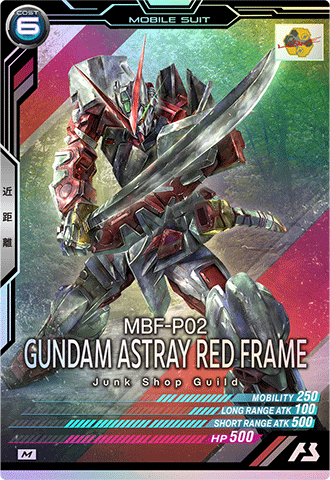 COST
6
MOBILE SUIT
近距離
MBF-P02
GUNDAM ASTRAY RED FRAME
Junk Shop Guild
MOBILITY 250
LONG RANGE ATK 100
SHORT RANGE ATK 500
HP 500
M